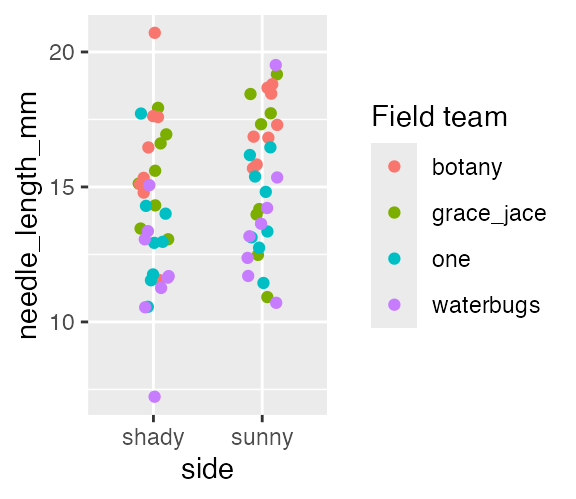 needle_length_mm
20
15
10
shady
sunny
side
Field team
botany
grace_jace
one
waterbugs